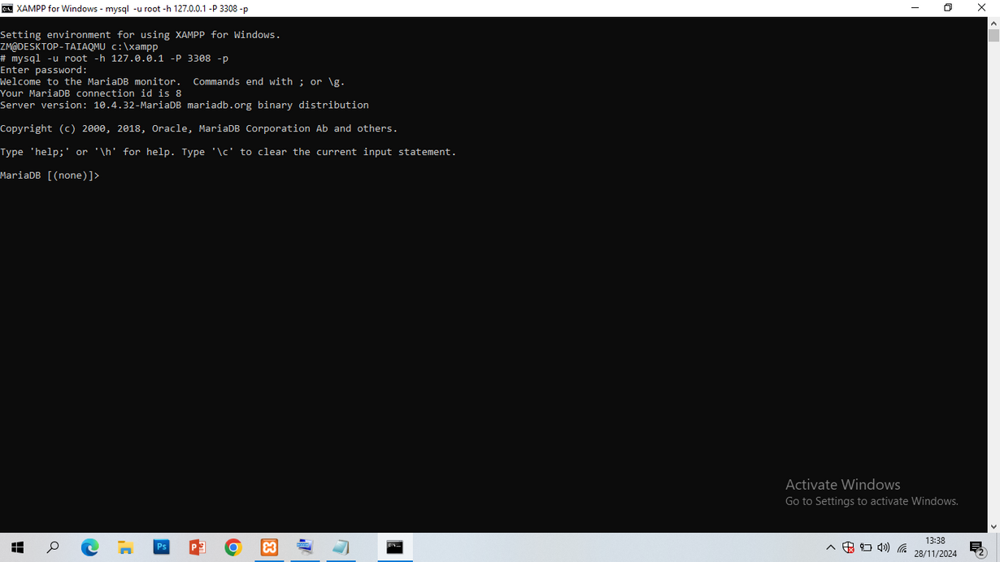 XAMPP for Windows - mysql -u root -h 127.0.0.1 -P 3308 -p
Setting environment for using XAMPP for Windows.
ZM@DESKTOP-TAIAQMU c:\xampp
# mysql -u root -h 127.0.0.1 -P 3308 -p
Enter password:
Welcome to the MariaDB monitor.  Commands end with ; or \g.
Your MariaDB connection id is 8
Server version: 10.4.32-MariaDB mariadb.org binary distribution
Copyright (c) 2000, 2018, Oracle, MariaDB Corporation Ab and others.
Type 'help;' or '\h' for help. Type '\c' to clear the current input statement.
MariaDB [(none)]>
Activate Windows
Go to Settings to activate Windows.
Ps
13:38
28/11/2024
2